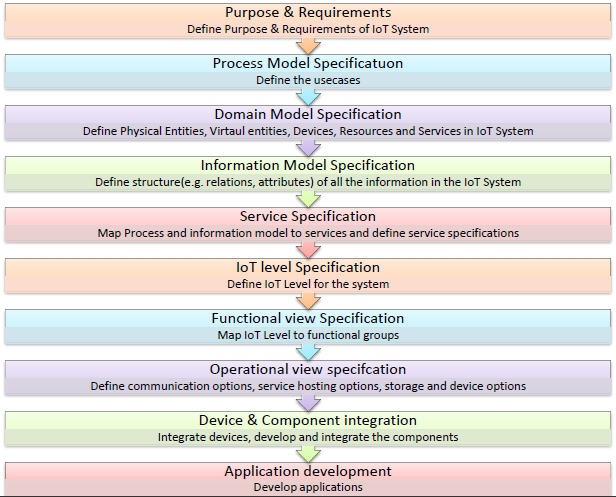 Purpose & Requirements
Define Purpose & Requirements of IoT System
Process Model Specificatuon
Define the usecases
Domain Model Specification
Define Physical Entities, Virtaul entities, Devices, Resources and Services in IoT System
Information Model Specification
Define structure(e.g. relations, attributes) of all the information in the IoT System
Service Specification
Map Process and information model to services and define service specifications
IoT level Specification
Define IoT Level for the system
Functional view Specification
Map IoT Level to functional groups
Operational view specifcation
Define communication options, service hosting options, storage and device options
Device & Component integration
Integrate devices, develop and integrate the components
Application development
Develop applications